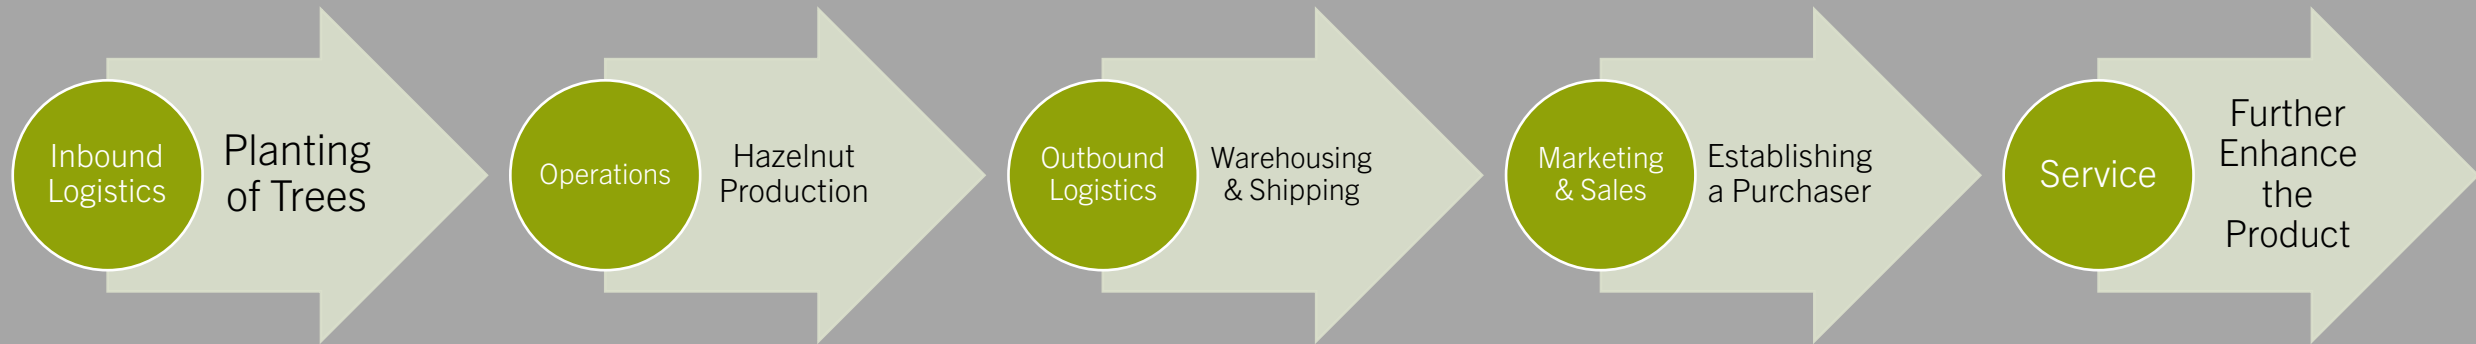 Inbound
Logistics
Planting
of Trees
Operations
Hazelnut
Production
Outbound
Logistics
Warehousing
& Shipping
Marketing
& Sales
Establishing
a Purchaser
Service
Further
Enhance
the
Product